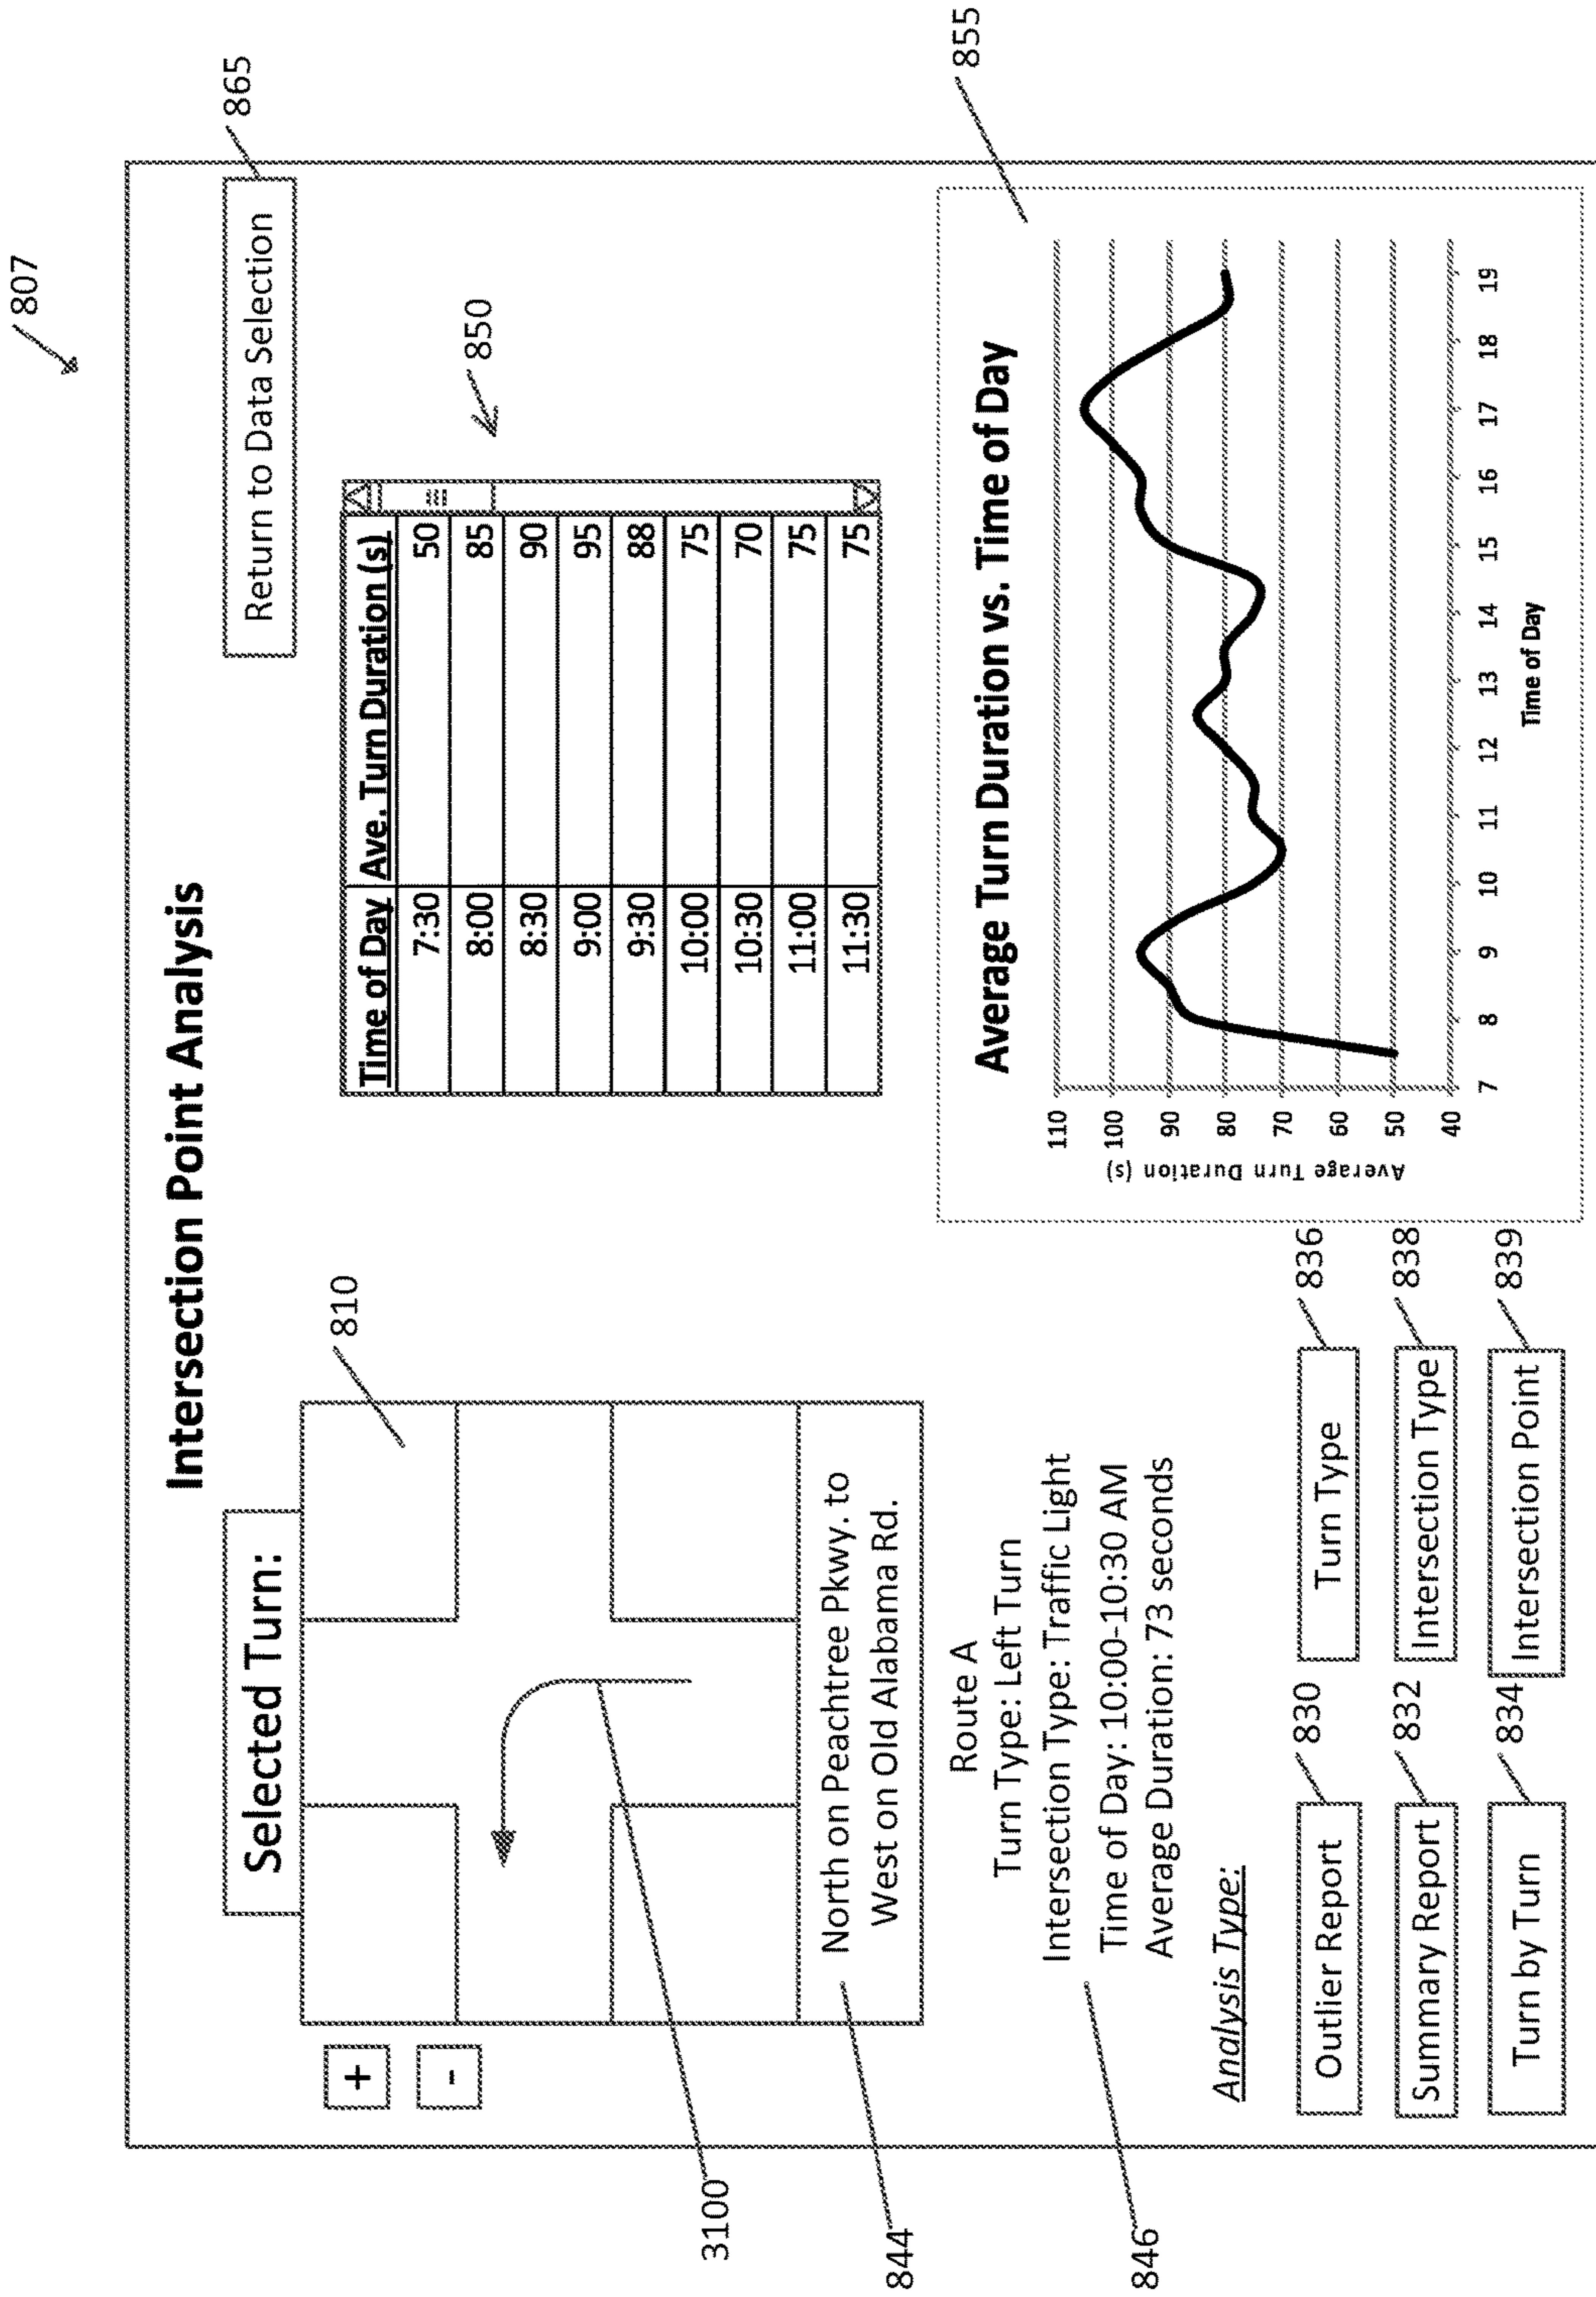 807
Intersection Point Analysis
865
Return to Data Selection
Selected Turn:
+
-
810
3100
844
North on Peachtree Pkwy. to
West on Old Alabama Rd.
846
Route A
Turn Type: Left Turn
Intersection Type: Traffic Light
Time of Day: 10:00-10:30 AM
Average Duration: 73 seconds
Analysis Type:
Outlier Report
830
Turn Type
836
Summary Report
832
Intersection Type
838
Turn by Turn
834
Intersection Point
839
850
Time of Day Ave. Turn Duration (s)
7:30 50
8:00 85
8:30 90
9:00 95
9:30 88
10:00 75
10:30 70
11:00 75
11:30 75
855
Average Turn Duration vs. Time of Day
Average Turn Duration (s)
110
100
90
80
70
60
50
40
7 8 9 10 11 12 13 14 15 16 17 18 19
Time of Day